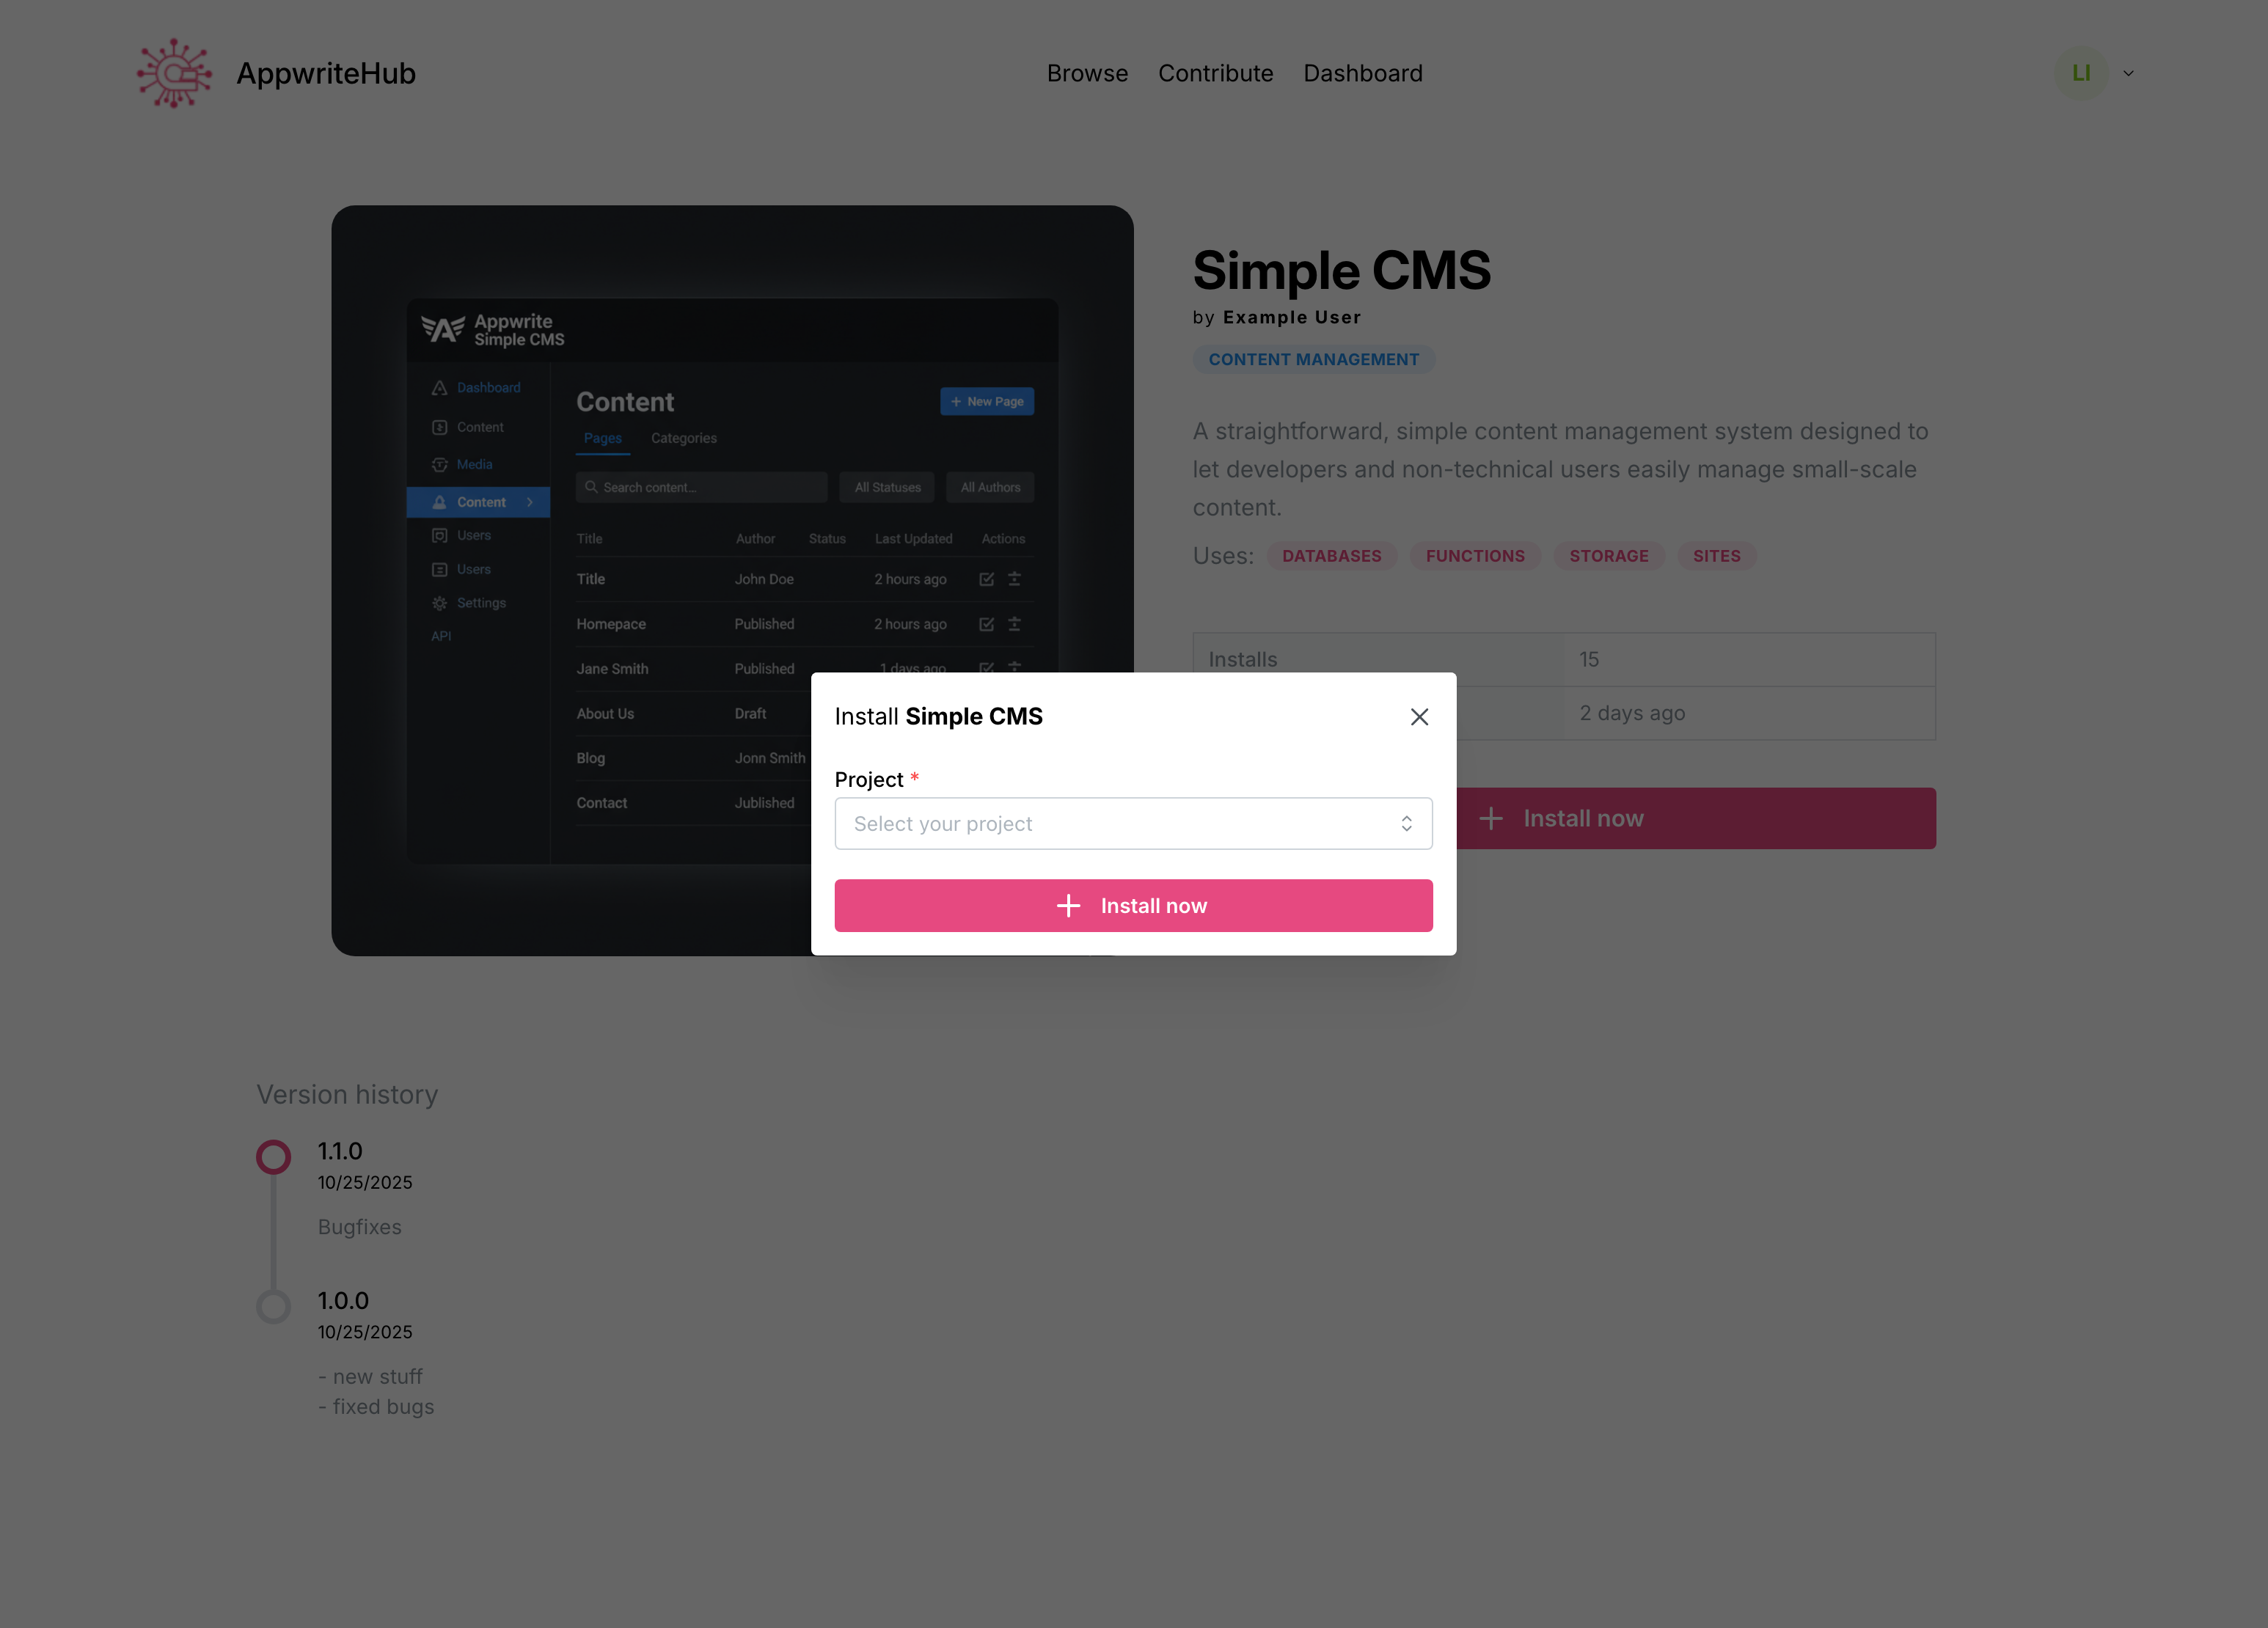 AppwriteHub
Browse Contribute Dashboard
LI
Appwrite
Simple CMS
Dashboard
Content
Media
Content
Users
Users
Settings
API
Content
+ New Page
Pages Categories
Search content...
All Statuses
All Authors
Title Author Status Last Updated Actions
Title John Doe 2 hours ago
Homepace Published 2 hours ago
Jane Smith Published 1 days ago
About Us Draft
Blog Jonn Smith
Contact Jublished
Simple CMS
by Example User
CONTENT MANAGEMENT
A straightforward, simple content management system designed to
let developers and non-technical users easily manage small-scale
content.
Uses: DATABASES FUNCTIONS STORAGE SITES
Installs 15
2 days ago
Install now
Install Simple CMS
Project *
Select your project
Install now
Version history
1.1.0
10/25/2025
Bugfixes
1.0.0
10/25/2025
- new stuff
- fixed bugs